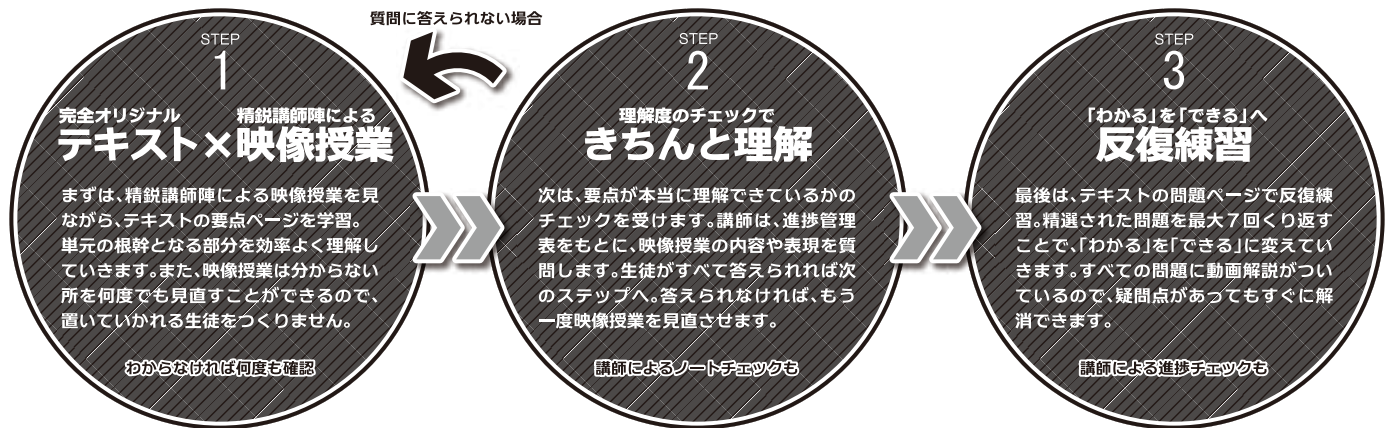 質問に答えられない場合
STEP
1
完全オリジナル 精鋭講師陣による
テキスト×映像授業
まずは、精鋭講師陣による映像授業を見
ながら、テキストの要点ページを学習。
単元の根幹となる部分を効率よく理解し
ていきます。また、映像授業は分からない
所を何度でも見直すことができるので、
置いていかれる生徒をつくりません。
わからなければ何度も確認
STEP
2
理解度のチェックで
きちんと理解
次は、要点が本当に理解できているかの
チェックを受けます。講師は、進捗管理
表をもとに、映像授業の内容や表現を質
問します。生徒がすべて答えられれば次
のステップへ。答えられなければ、もう
一度映像授業を見直させます。
講師によるノートチェックも
STEP
3
「わかる」を「できる」へ
反復練習
最後は、テキストの問題ページで反復練
習。精選された問題を最大7回くり返す
ことで、「わかる」を「できる」に変えてい
きます。すべての問題に動画解説がつい
ているので、疑問点があってもすぐに解
消できます。
講師による進捗チェックも